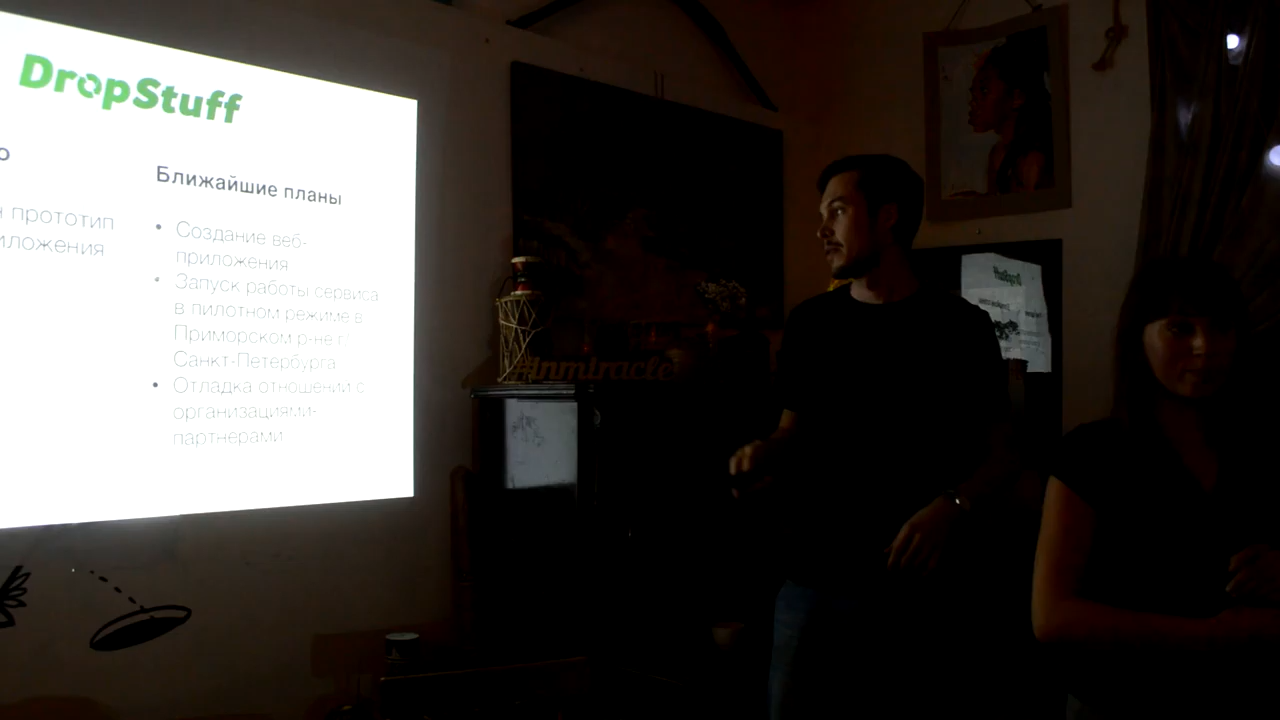 DropStuff
прототип
Ближайшие планы
• Создание веб-
приложения
• Запуск работы сервиса
в пилотном режиме в
Приморском р-не г.
Санкт-Петербурга
• Отладка отношений с
организациями-
партнерами
#Inmiracle